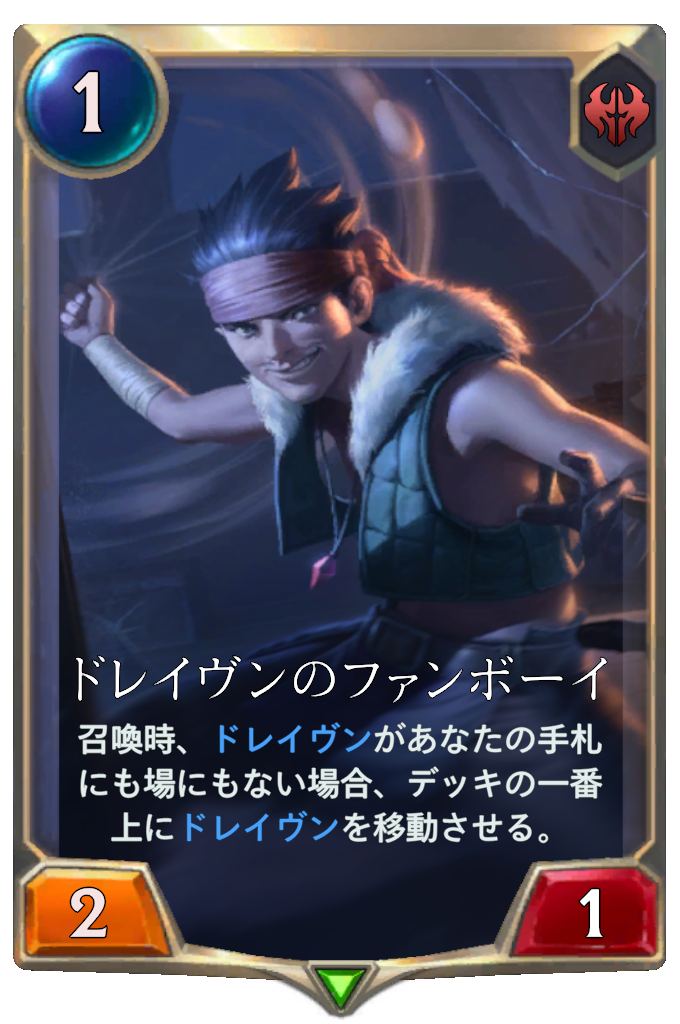 1
ドレイヴンのファンボーイ
召喚時、ドレイヴンがあなたの手札
にも場にもない場合、デッキの一番
上にドレイヴンを移動させる。
2
1